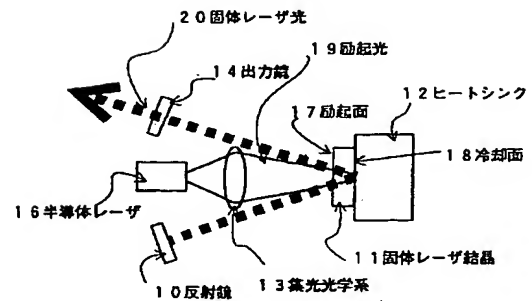 20固体レーザ光
19励起光
14出力鏡
17励起面
12ヒートシンク
18冷却面
16半導体レーザ
11固体レーザ結晶
13集光光学系
10反射鏡